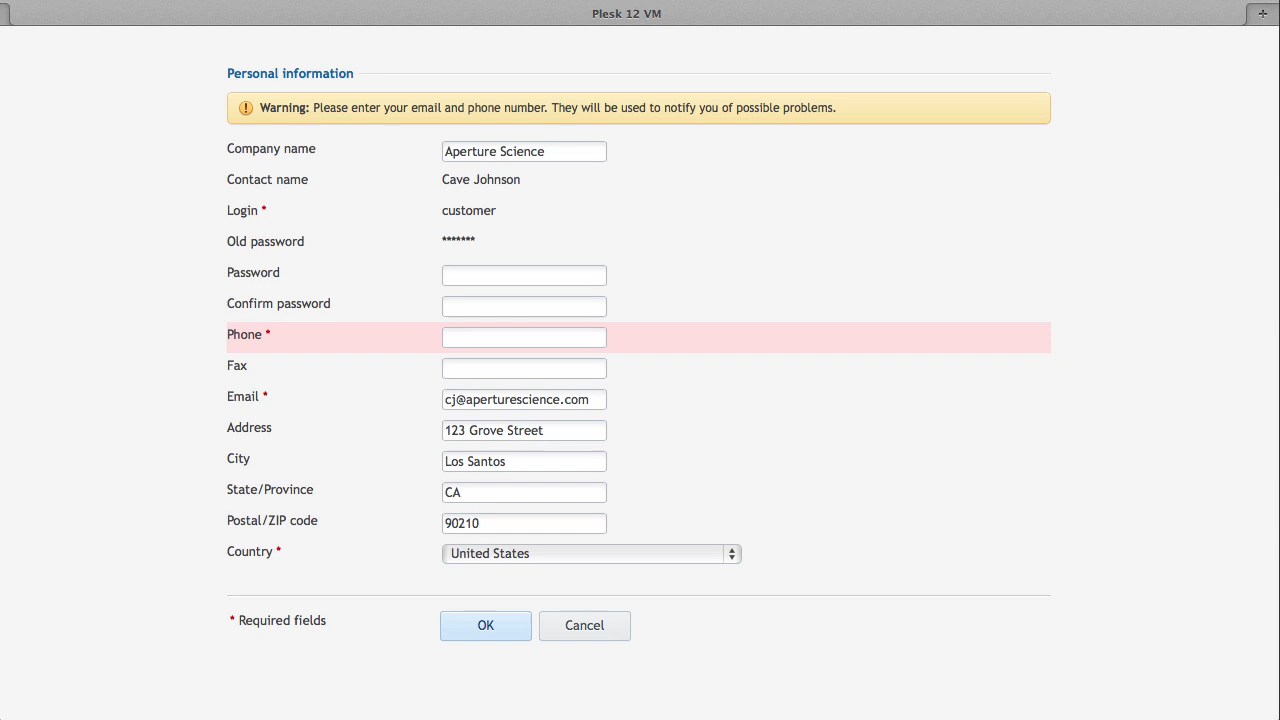 Plesk 12 VM
Personal information
Warning: Please enter your email and phone number. They will be used to notify you of possible problems.
Company name Aperture Science
Contact name Cave Johnson
Login * customer
Old password *******
Password
Confirm password
Phone *
Fax
Email * cj@aperturescience.com
Address 123 Grove Street
City Los Santos
State/Province CA
Postal/ZIP code 90210
Country * United States
* Required fields OK Cancel